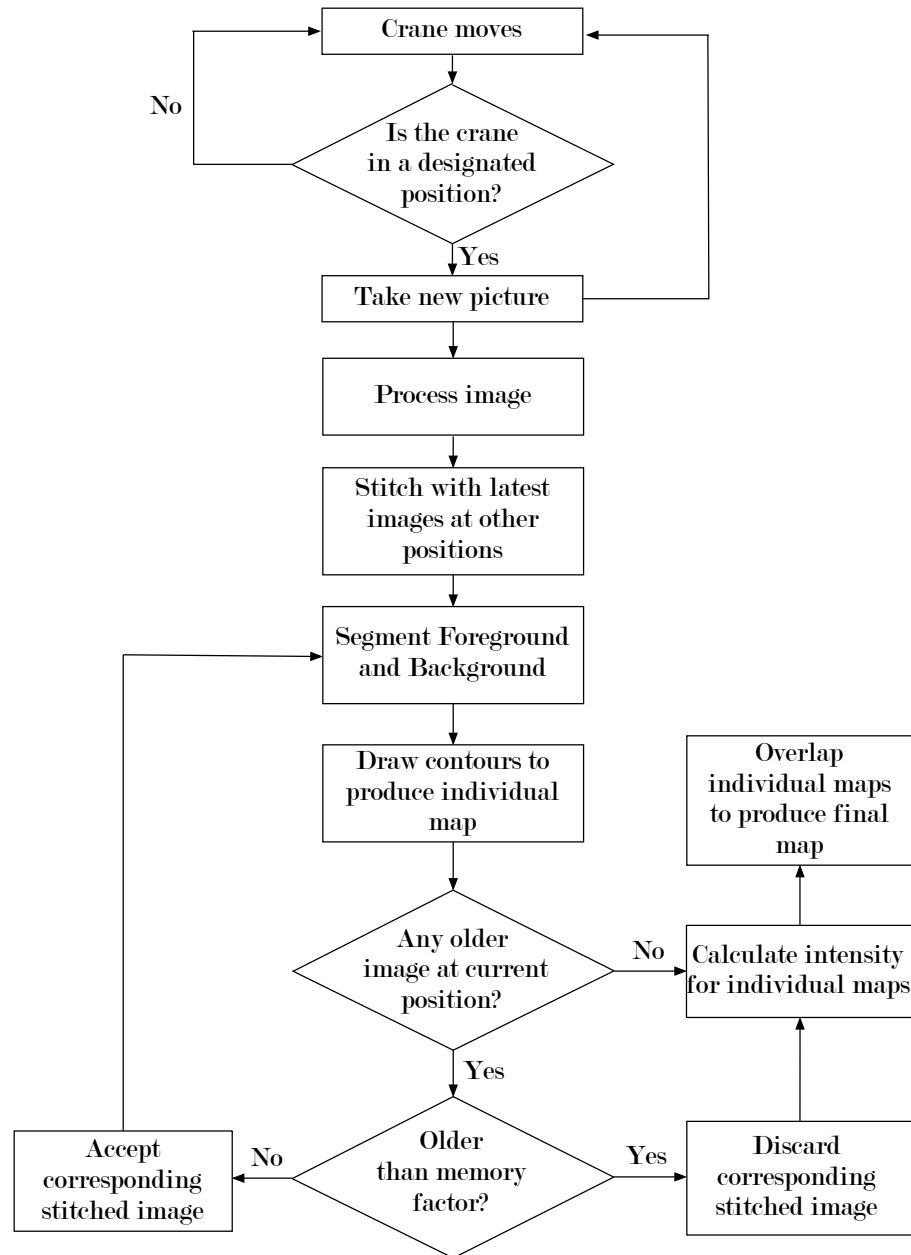 Crane moves
No
Is the crane
in a designated
position?
Yes
Take new picture
Process image
Stitch with latest
images at other
positions
Segment Foreground
and Background
Draw contours to
produce individual
map
Overlap
individual maps
to produce final
map
Any older
image at current
position?
No
Calculate intensity
for individual maps
Yes
Accept
corresponding
stitched image
No
Older
than memory
factor?
Yes
Discard
corresponding
stitched image